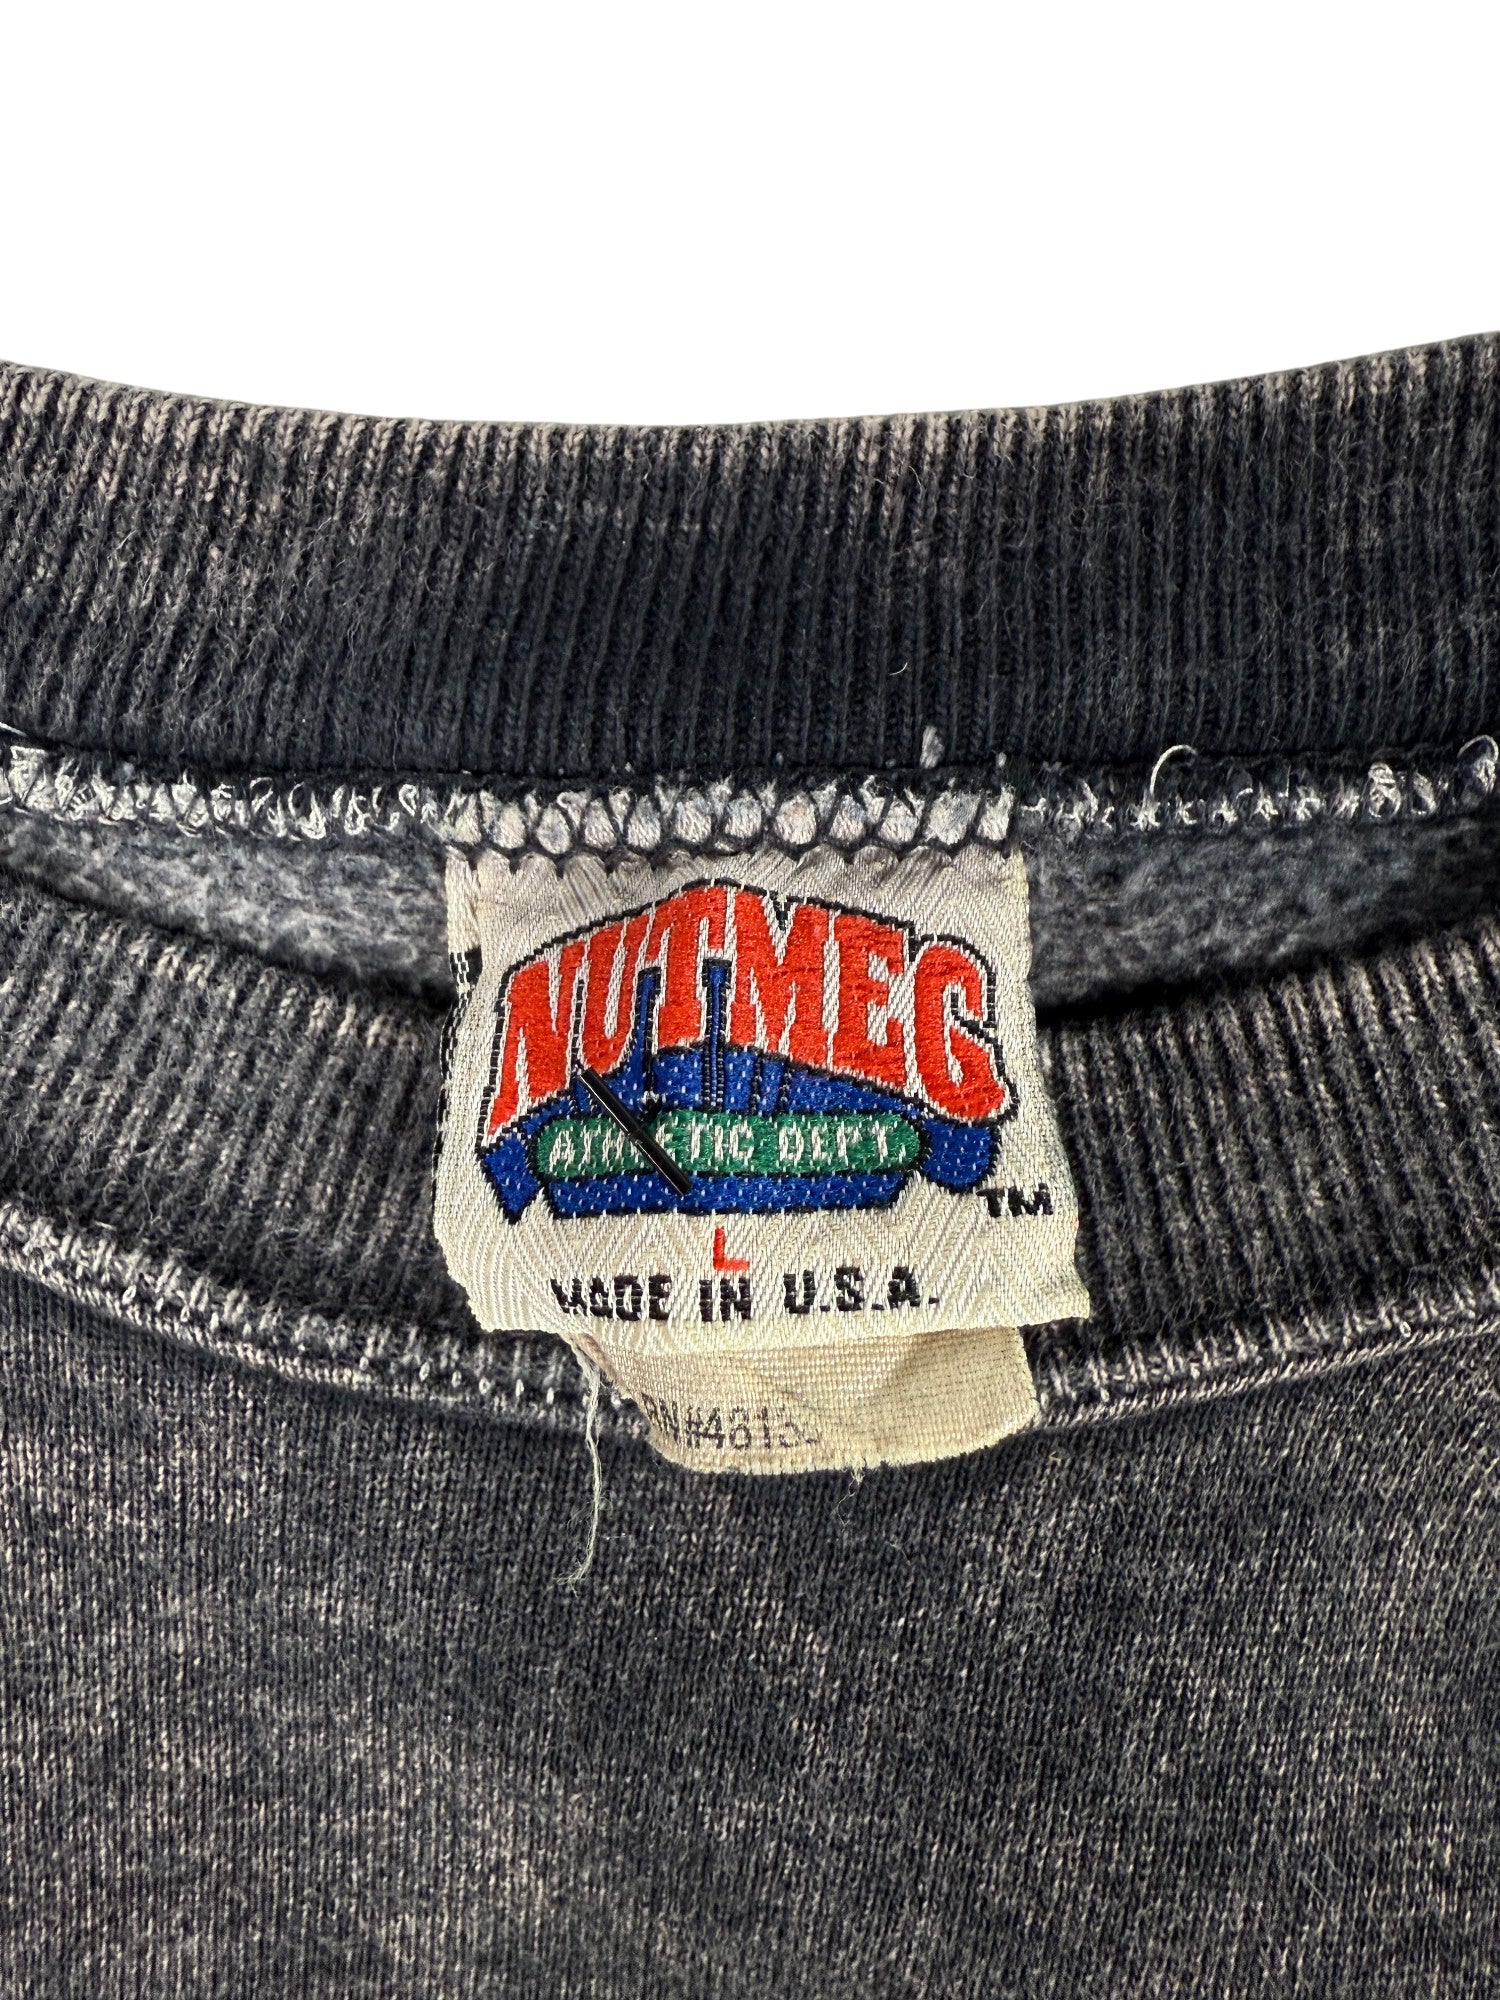 NUTMEG
ATHLETIC DEPT.
TM
L
MADE IN U.S.A.